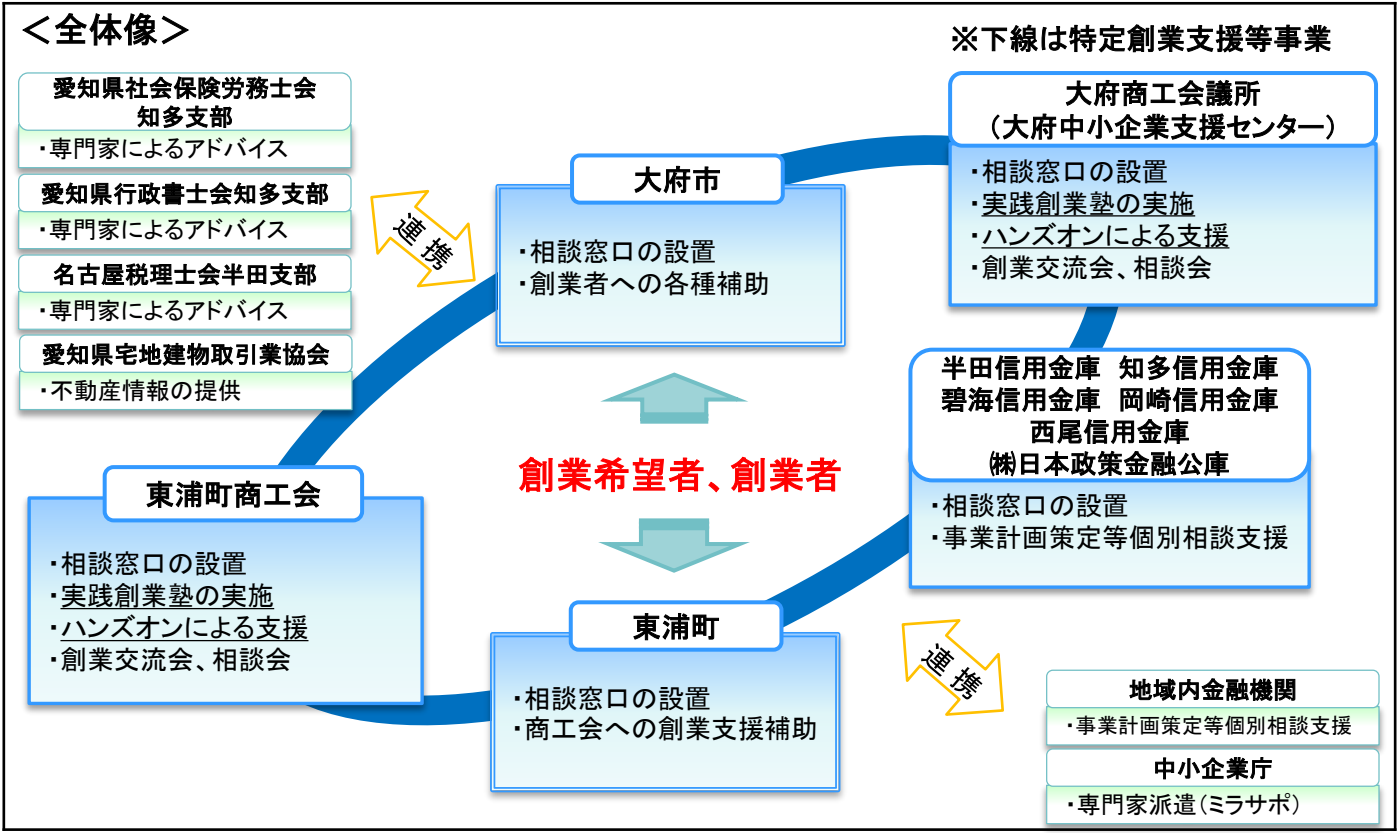 ＜全体像＞
※下線は特定創業支援等事業
愛知県社会保険労務士会
知多支部
・専門家によるアドバイス
愛知県行政書士会知多支部
・専門家によるアドバイス
名古屋税理士会半田支部
・専門家によるアドバイス
愛知県宅地建物取引業協会
・不動産情報の提供
連携
大府市
・相談窓口の設置
・創業者への各種補助
大府商工会議所
（大府中小企業支援センター）
・相談窓口の設置
・実践創業塾の実施
・ハンズオンによる支援
・創業交流会、相談会
半田信用金庫　知多信用金庫
碧海信用金庫　岡崎信用金庫
西尾信用金庫
㈱日本政策金融公庫
・相談窓口の設置
・事業計画策定等個別相談支援
創業希望者、創業者
東浦町商工会
・相談窓口の設置
・実践創業塾の実施
・ハンズオンによる支援
・創業交流会、相談会
東浦町
・相談窓口の設置
・商工会への創業支援補助
連携
地域内金融機関
・事業計画策定等個別相談支援
中小企業庁
・専門家派遣（ミラサポ）